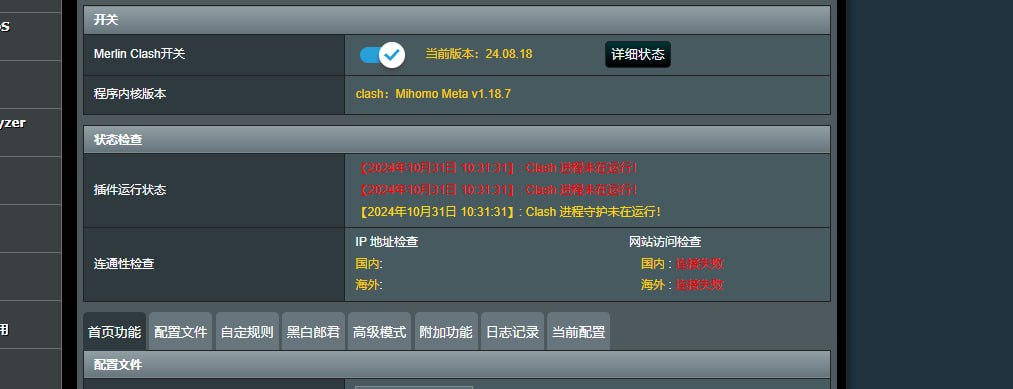 S
开关
Merlin Clash开关
当前版本：24.08.18
详细状态
程序内核版本
clash：Mihomo Meta v1.18.7
yzer
状态检查
【2024年10月31日 10:31:31】: Clash 进程未在运行！
插件运行状态
【2024年10月31日 10:31:31】: Clash 进程未在运行！
【2024年10月31日 10:31:31】: Clash 进程守护未在运行！
IP 地址检查
网站访问检查
连通性检查
国内:
国内 : 连接失败
海外:
海外 : 连接失败
用
首页功能 配置文件 自定规则 黑白郎君 高级模式 附加功能 日志记录 当前配置
配置文件